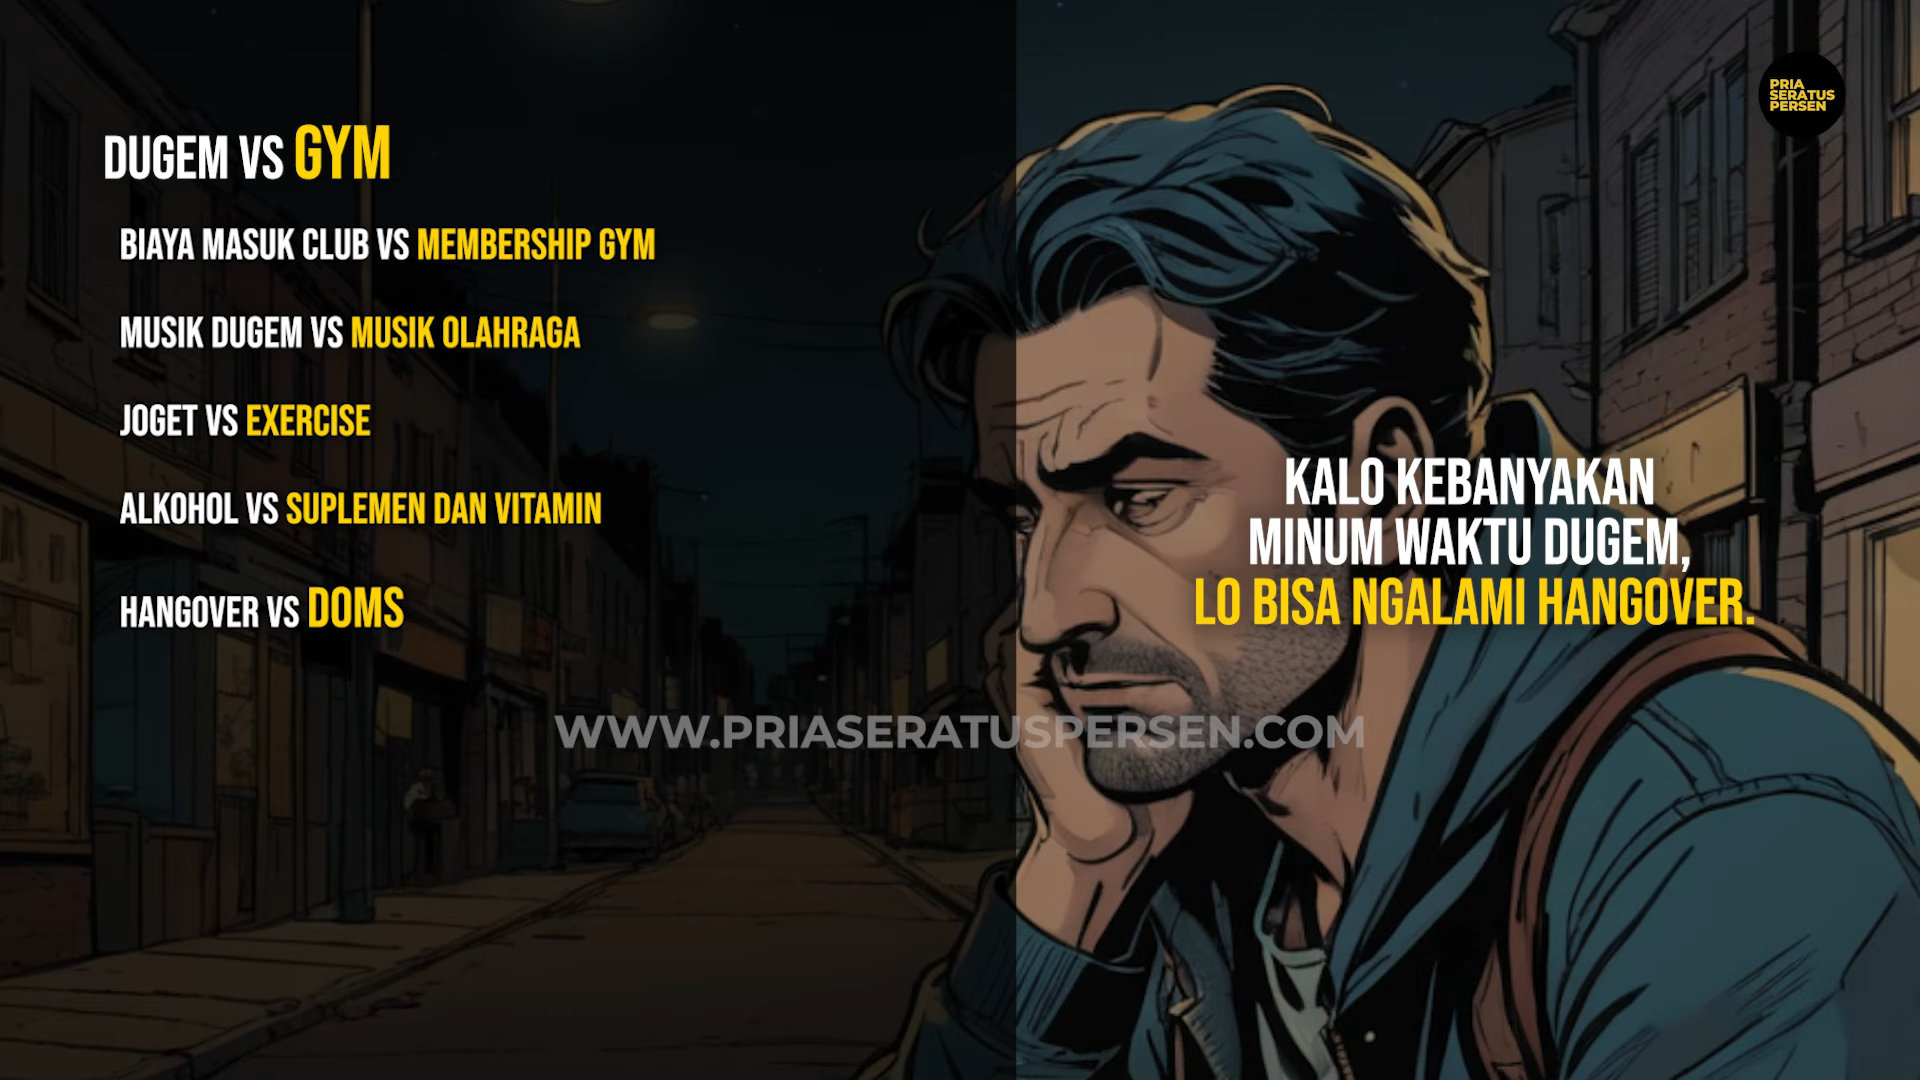 DUGEM VS GYM
BIAYA MASUK CLUB VS MEMBERSHIP GYM
MUSIK DUGEM VS MUSIK OLAHRAGA
JOGET VS EXERCISE
ALKOHOL VS SUPLEMEN DAN VITAMIN
HANGOVER VS DOMS
PRIA
SERATUS
PERSEN
KALO KEBANYAKAN
MINUM WAKTU DUGEM,
LO BISA NGALAMI HANGOVER.
WWW.PRIASERATUSPERSEN.COM